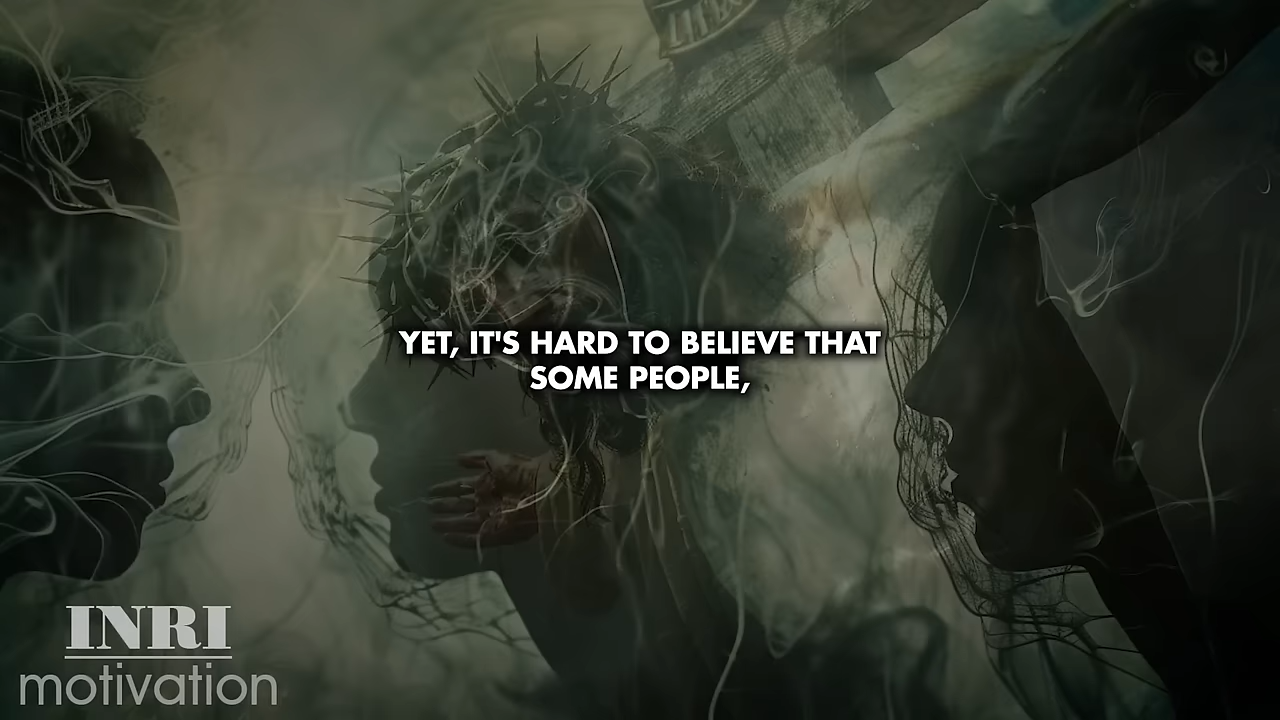 YET, IT'S HARD TO BELIEVE THAT
SOME PEOPLE,
INRI
motivation